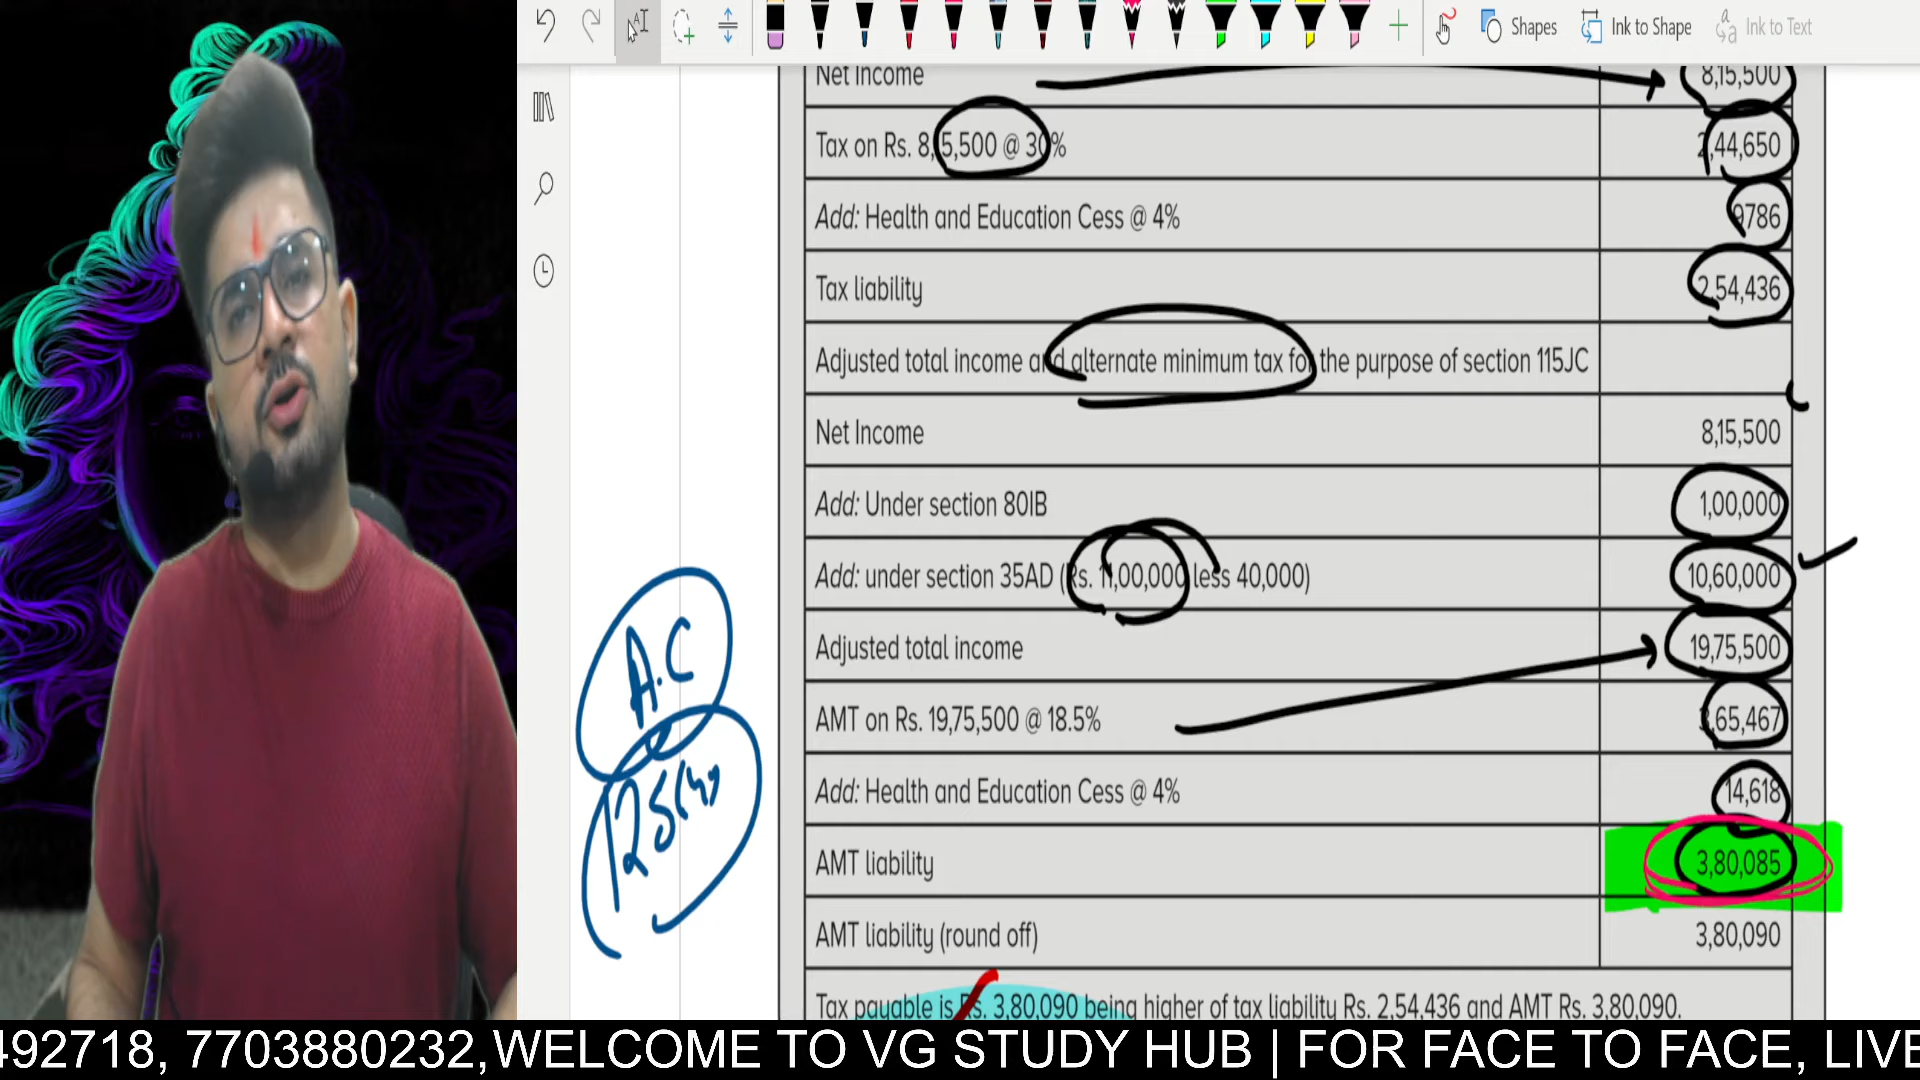 Shapes Ink to Shape Ink to Text
Net Income 8,15,500
Tax on Rs. 8,15,500 @ 30% 2,44,650
Add: Health and Education Cess @ 4% 9786
Tax liability 2,54,436
Adjusted total income and alternate minimum tax for the purpose of section 115JC
Net Income 8,15,500
Add: Under section 80IB 1,00,000
Add: under section 35AD (Rs. 11,00,000 less 40,000) 10,60,000
Adjusted total income 19,75,500
AMT on Rs. 19,75,500 @ 18.5% 3,65,467
Add: Health and Education Cess @ 4% 14,618
AMT liability 3,80,085
AMT liability (round off) 3,80,090
Tax payable is Rs. 3,80,090 being higher of tax liability Rs. 2,54,436 and AMT Rs. 3,80,090.
A.C
492718, 7703880232,WELCOME TO VG STUDY HUB | FOR FACE TO FACE, LIVE